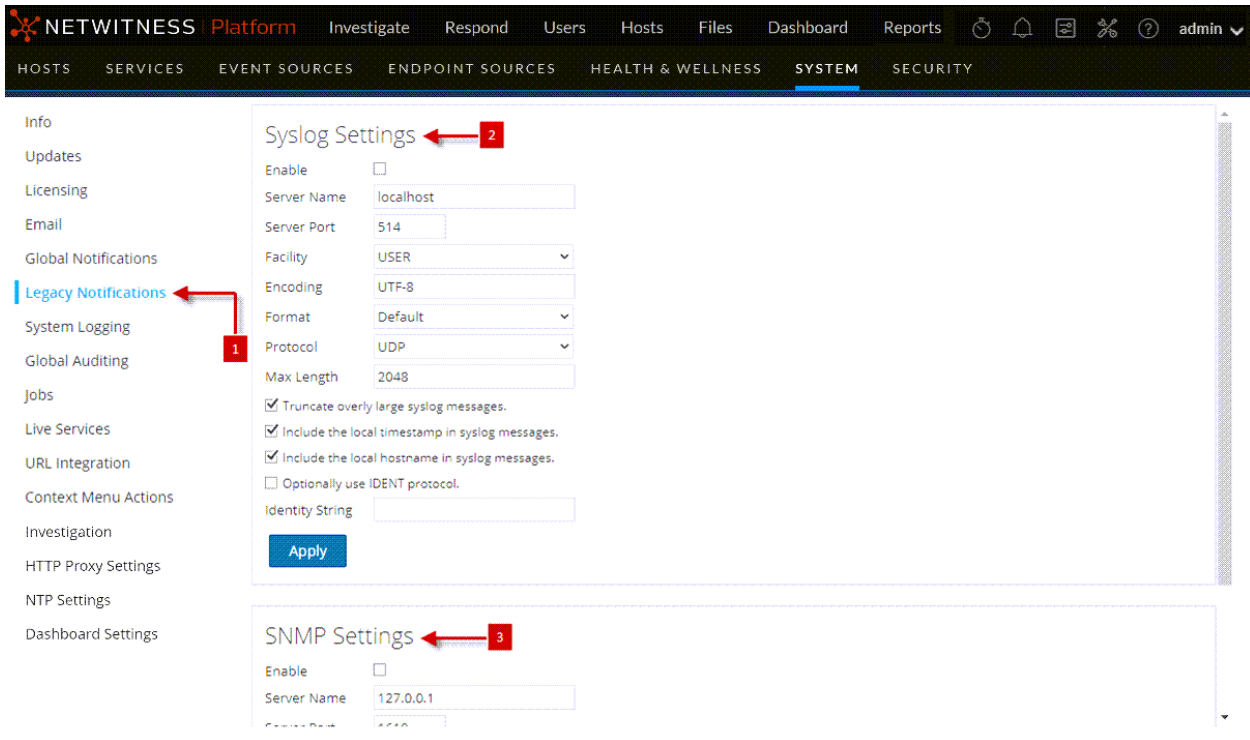 NETWITNESS Platform Investigate Respond Users Hosts Files Dashboard Reports admin
HOSTS SERVICES EVENT SOURCES ENDPOINT SOURCES HEALTH & WELLNESS SYSTEM SECURITY
Info
Updates
Licensing
Email
Global Notifications
Legacy Notifications
System Logging
Global Auditing
Jobs
Live Services
URL Integration
Context Menu Actions
Investigation
HTTP Proxy Settings
NTP Settings
Dashboard Settings
1
Syslog Settings 2
Enable
Server Name localhost
Server Port 514
Facility USER
Encoding UTF-8
Format Default
Protocol UDP
Max Length 2048
Truncate overly large syslog messages.
Include the local timestamp in syslog messages.
Include the local hostname in syslog messages.
Optionally use IDENT protocol.
Identity String
Apply
SNMP Settings 3
Enable
Server Name 127.0.0.1
Server Port